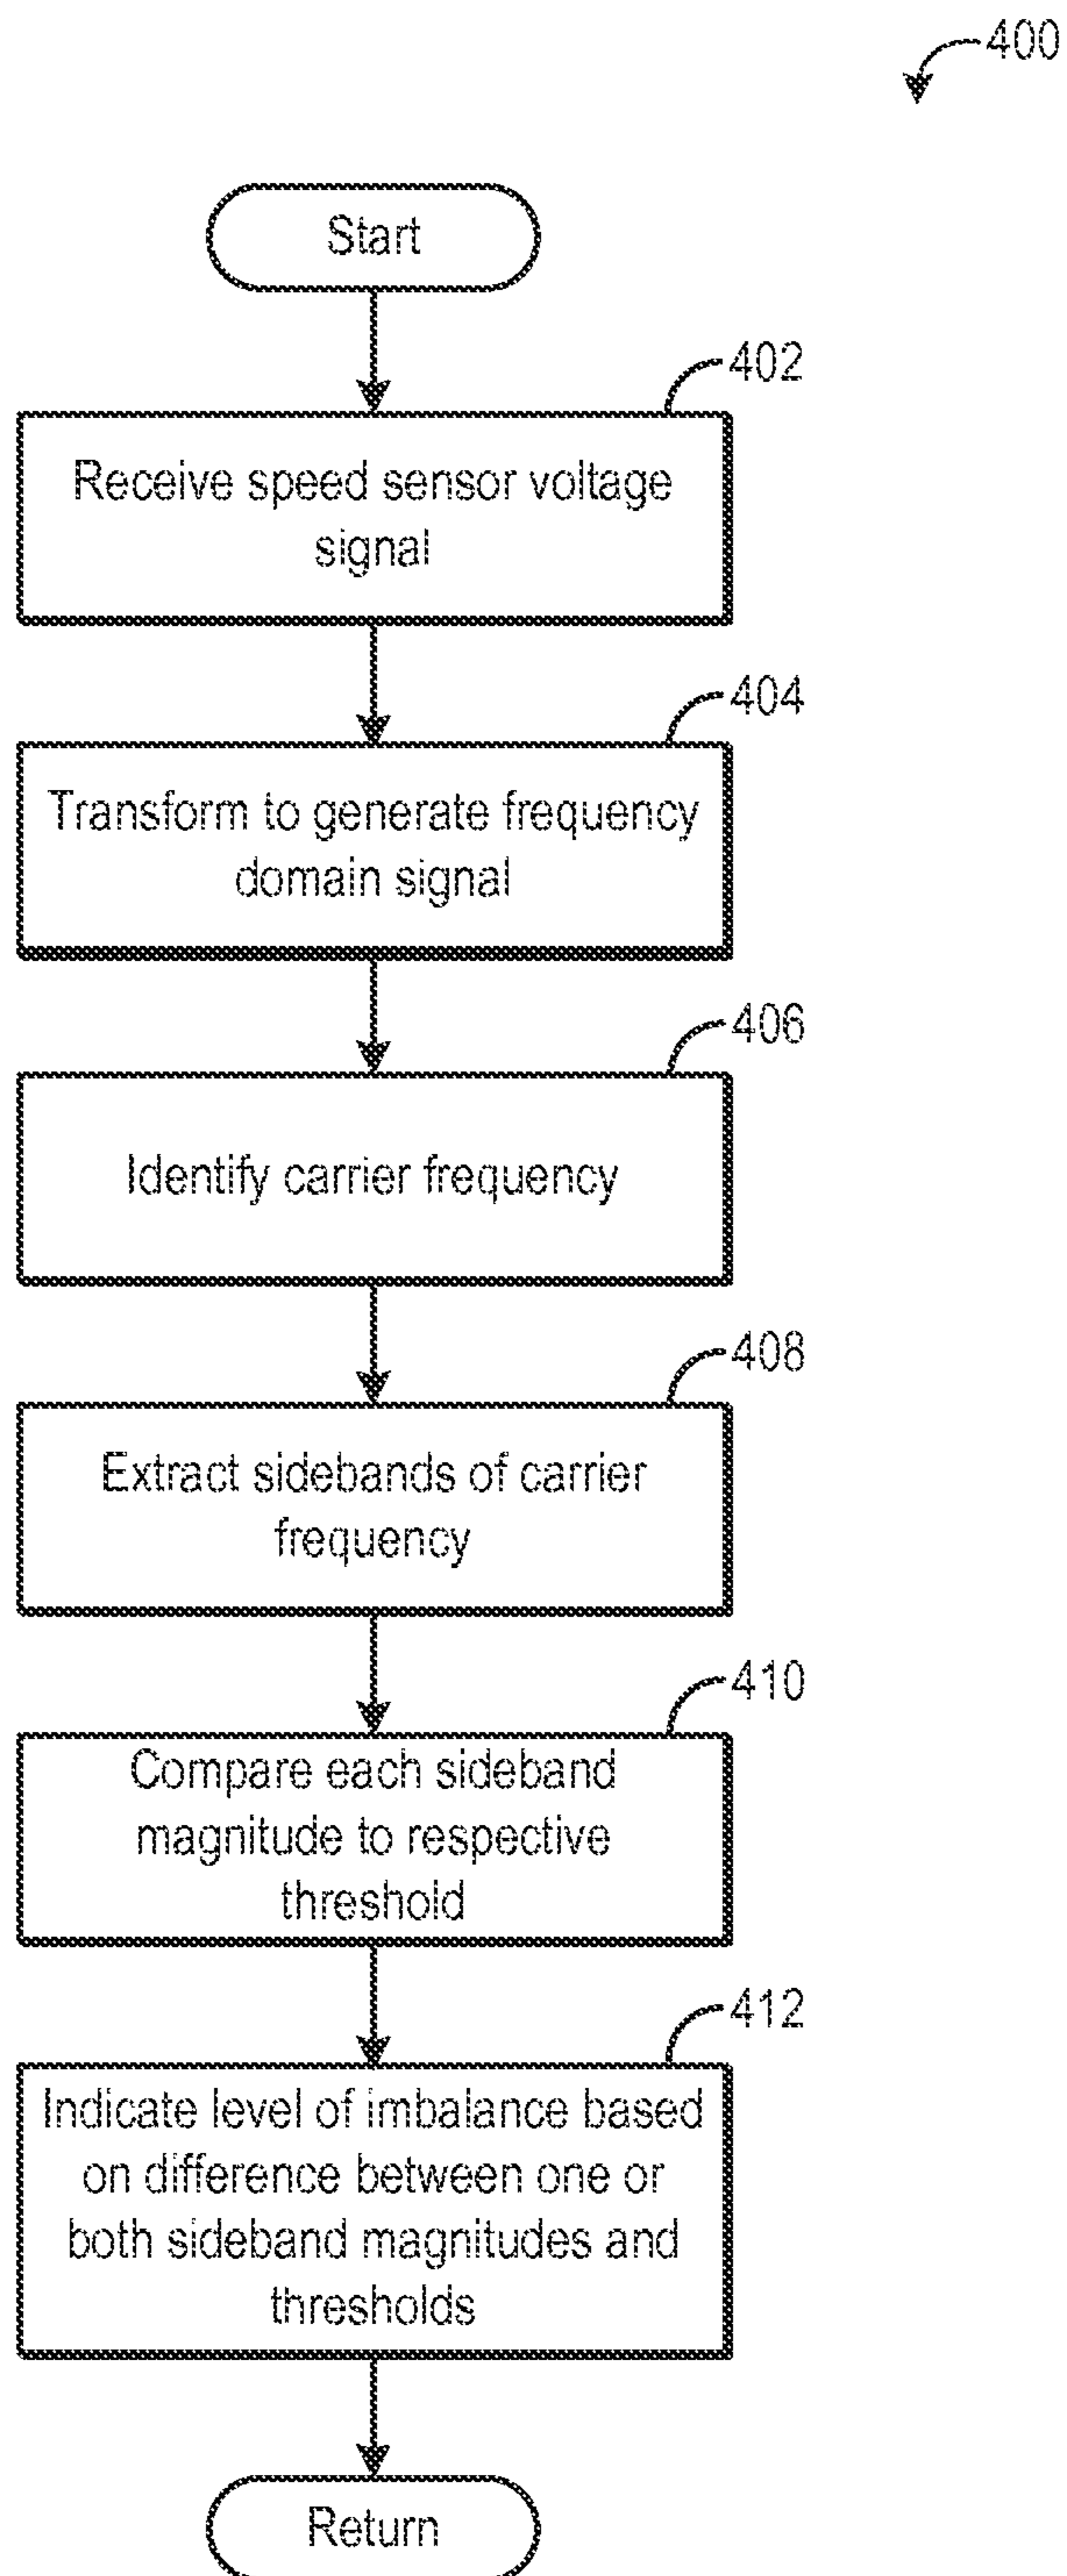 400
Start
402
Receive speed sensor voltage
signal
404
Transform to generate frequency
domain signal
406
Identify carrier frequency
408
Extract sidebands of carrier
frequency
410
Compare each sideband
magnitude to respective
threshold
412
Indicate level of imbalance based
on difference between one or
both sideband magnitudes and
thresholds
Return